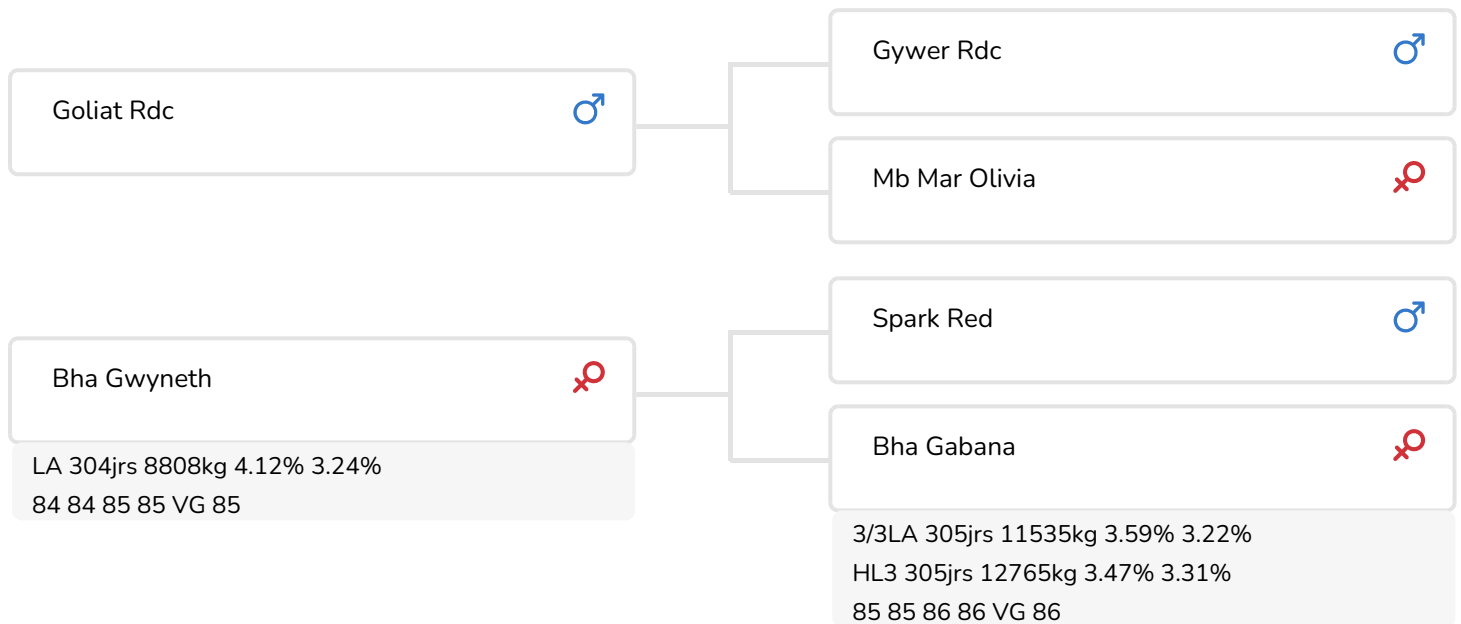 Goliat Rdc
Gywer Rdc
Mb Mar Olivia
Bha Gwyneth
LA 304jrs 8808kg 4.12% 3.24%
84 84 85 85 VG 85
Spark Red
Bha Gabana
3/3LA 305jrs 11535kg 3.59% 3.22%
HL3 305jrs 12765kg 3.47% 3.31%
85 85 86 86 VG 86